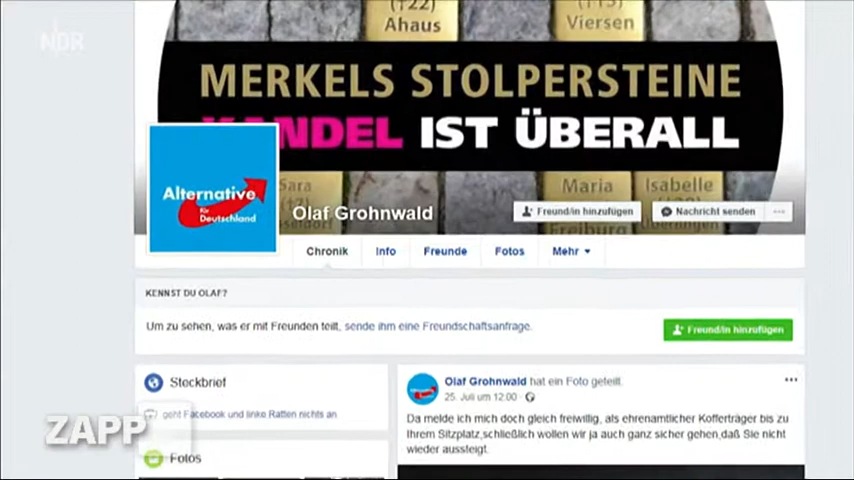 NDR
(†22)
Ahaus
(†15)
Viersen
MERKELS STOLPERSTEINE
KANDEL IST ÜBERALL
Sara
Maria
Isabelle
Freiburg
Alternative
für
Deutschland
Olaf Grohnwald
Freund/in hinzufügen
Nachricht senden
Chronik
Info
Freunde
Fotos
Mehr
KENNST DU OLAF?
Um zu sehen, was er mit Freunden teilt, sende ihm eine Freundschaftsanfrage.
Freund/in hinzufügen
Steckbrief
geht Facebook und linke Ratten nichts an
Fotos
Olaf Grohnwald hat ein Foto geteilt.
25. Juli um 12:00
Da melde ich mich doch gleich freiwillig, als ehrenamtlicher Kofferträger bis zu
Ihrem Sitzplatz,schließlich wollen wir ja auch ganz sicher gehen,daß Sie nicht
wieder aussteigt.
ZAPP